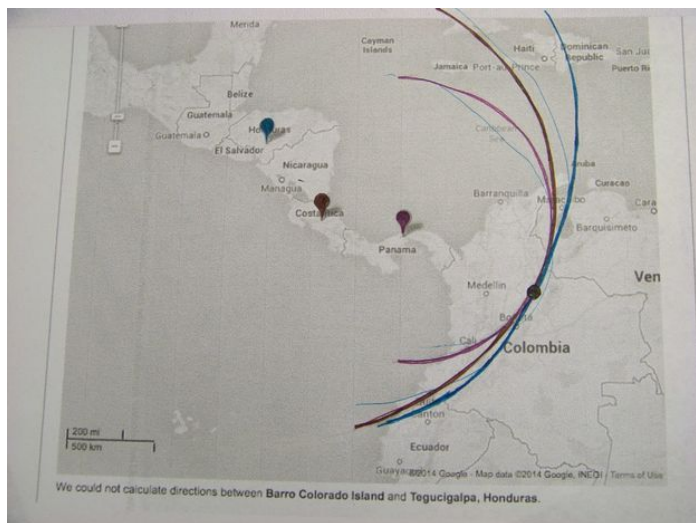 Merida
Cayman
Islands
Haiti
Dominican
Republic
San Jua
Jamaica
Port-au-Prince
Puerto Ri
Belize
Guatemala
Guatemala
Honduras
El Salvador
Caribbean
Sea
Nicaragua
Managua
Aruba
Curacao
Barranquilla
Maracaibo
Cara
Costa Rica
Barquisimeto
Panama
Medellin
Ven
Bogota
Cali
Colombia
200 mi
500 km
Ecuador
©2014 Google - Map data ©2014 Google, INEGI - Terms of Use
We could not calculate directions between Barro Colorado Island and Tegucigalpa, Honduras.